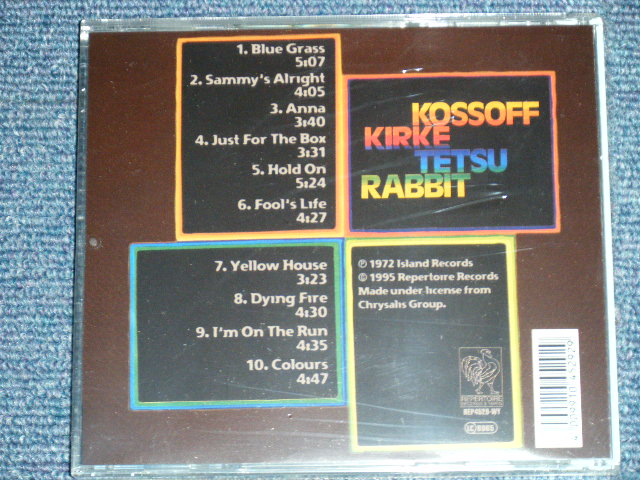 1. Blue Grass
5:07
2. Sammy's Alright
4:05
3. Anna
3:40
4. Just For The Box
3:31
5. Hold On
5:24
6. Fool's Life
4:27
KOSSOFF
KIRKE
TETSU
RABBIT
7. Yellow House
3:23
8. Dying Fire
4:30
9. I'm On The Run
4:35
10. Colours
4:47
℗ 1972 Island Records
© 1995 Repertoire Records
Made under license from
Chrysalis Group.
REPERTOIRE
REP4528-WY